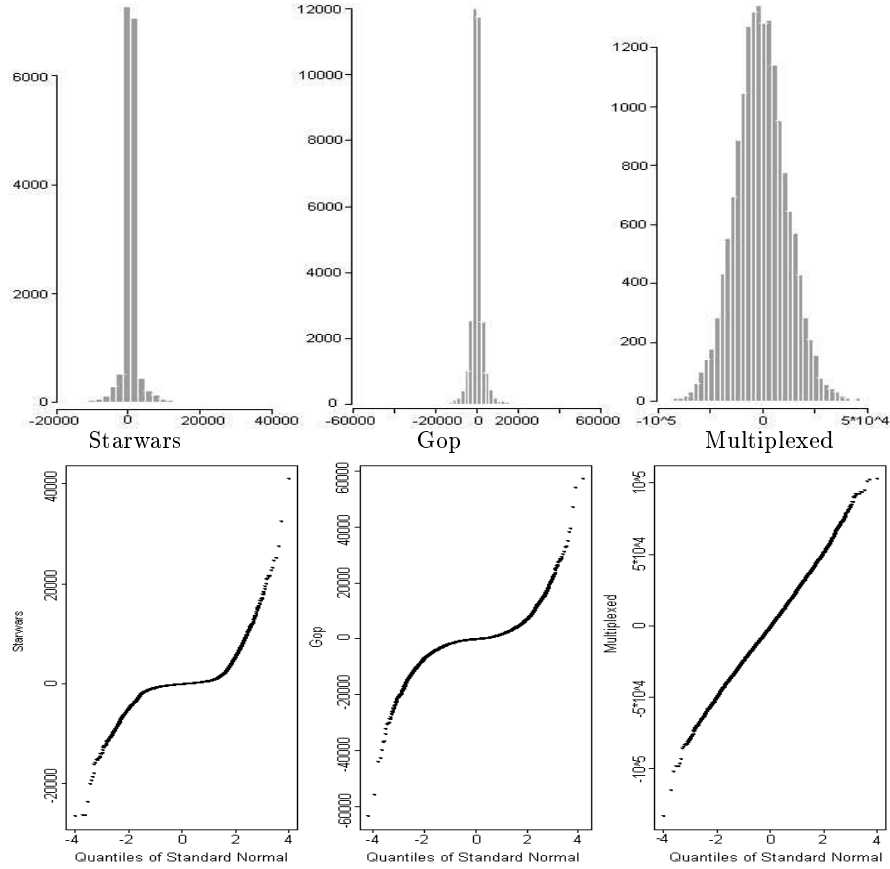 6000
4000
2000
0
-20000 0 20000 40000
Starwars
12000
10000
8000
6000
4000
2000
0
-60000 0 20000 60000
Gop
1200
1000
800
600
400
200
0
-10^5 0 5*10^4
Multiplexed
Starwars
40000
20000
0
-20000
-4 -2 0 2 4
Quantiles of Standard Normal
Gop
60000
40000
20000
0
-20000
-40000
-60000
-4 -2 0 2 4
Quantiles of Standard Normal
Multiplexed
10^5
5*10^4
0
-5*10^4
-10^5
-4 -2 0 2 4
Quantiles of Standard Normal